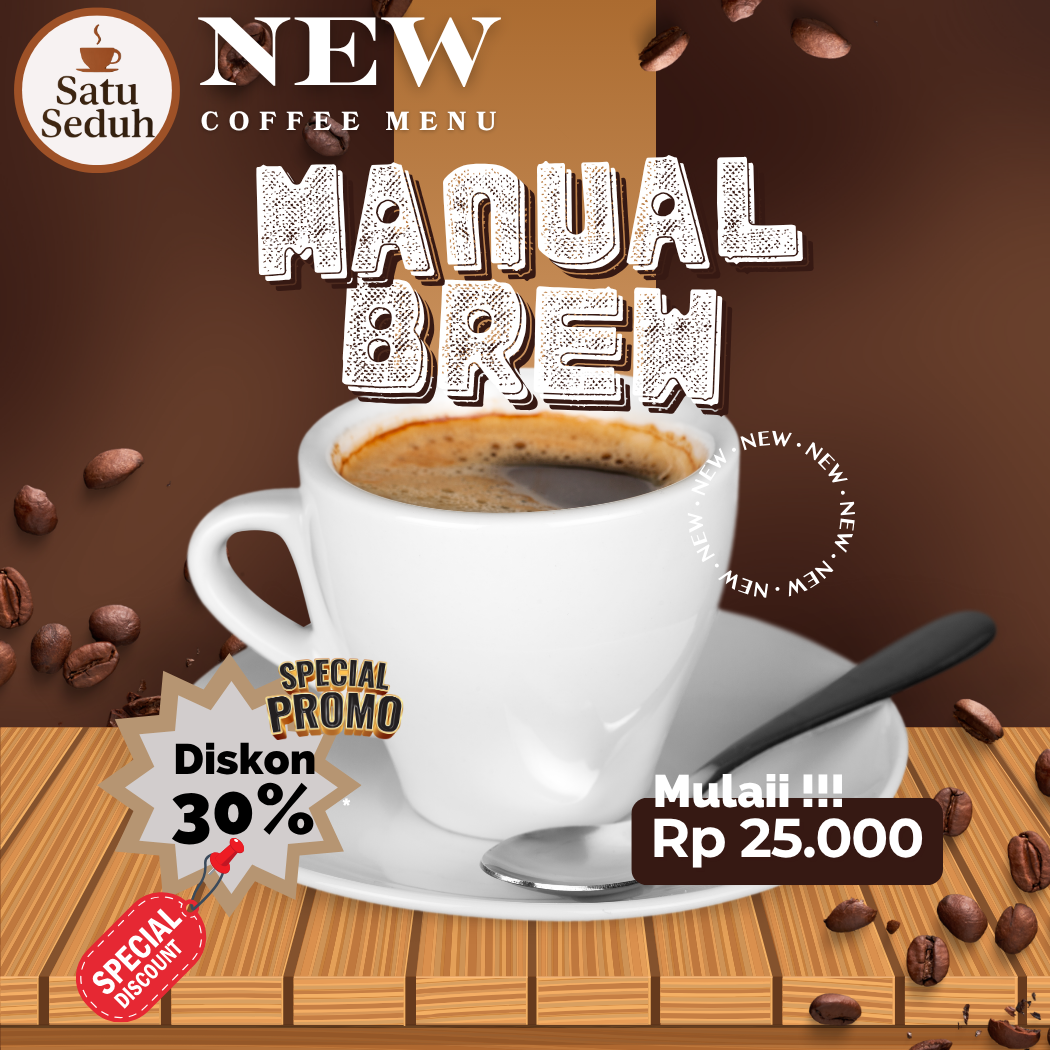 Satu
Seduh
NEW
COFFEE MENU
MANUAL
BREW
NEW · NEW · NEW · NEW · NEW · NEW · NEW · NEW ·
SPECIAL
PROMO
Diskon
30%
*
Mulaii !!!
Rp 25.000
SPECIAL
DISCOUNT